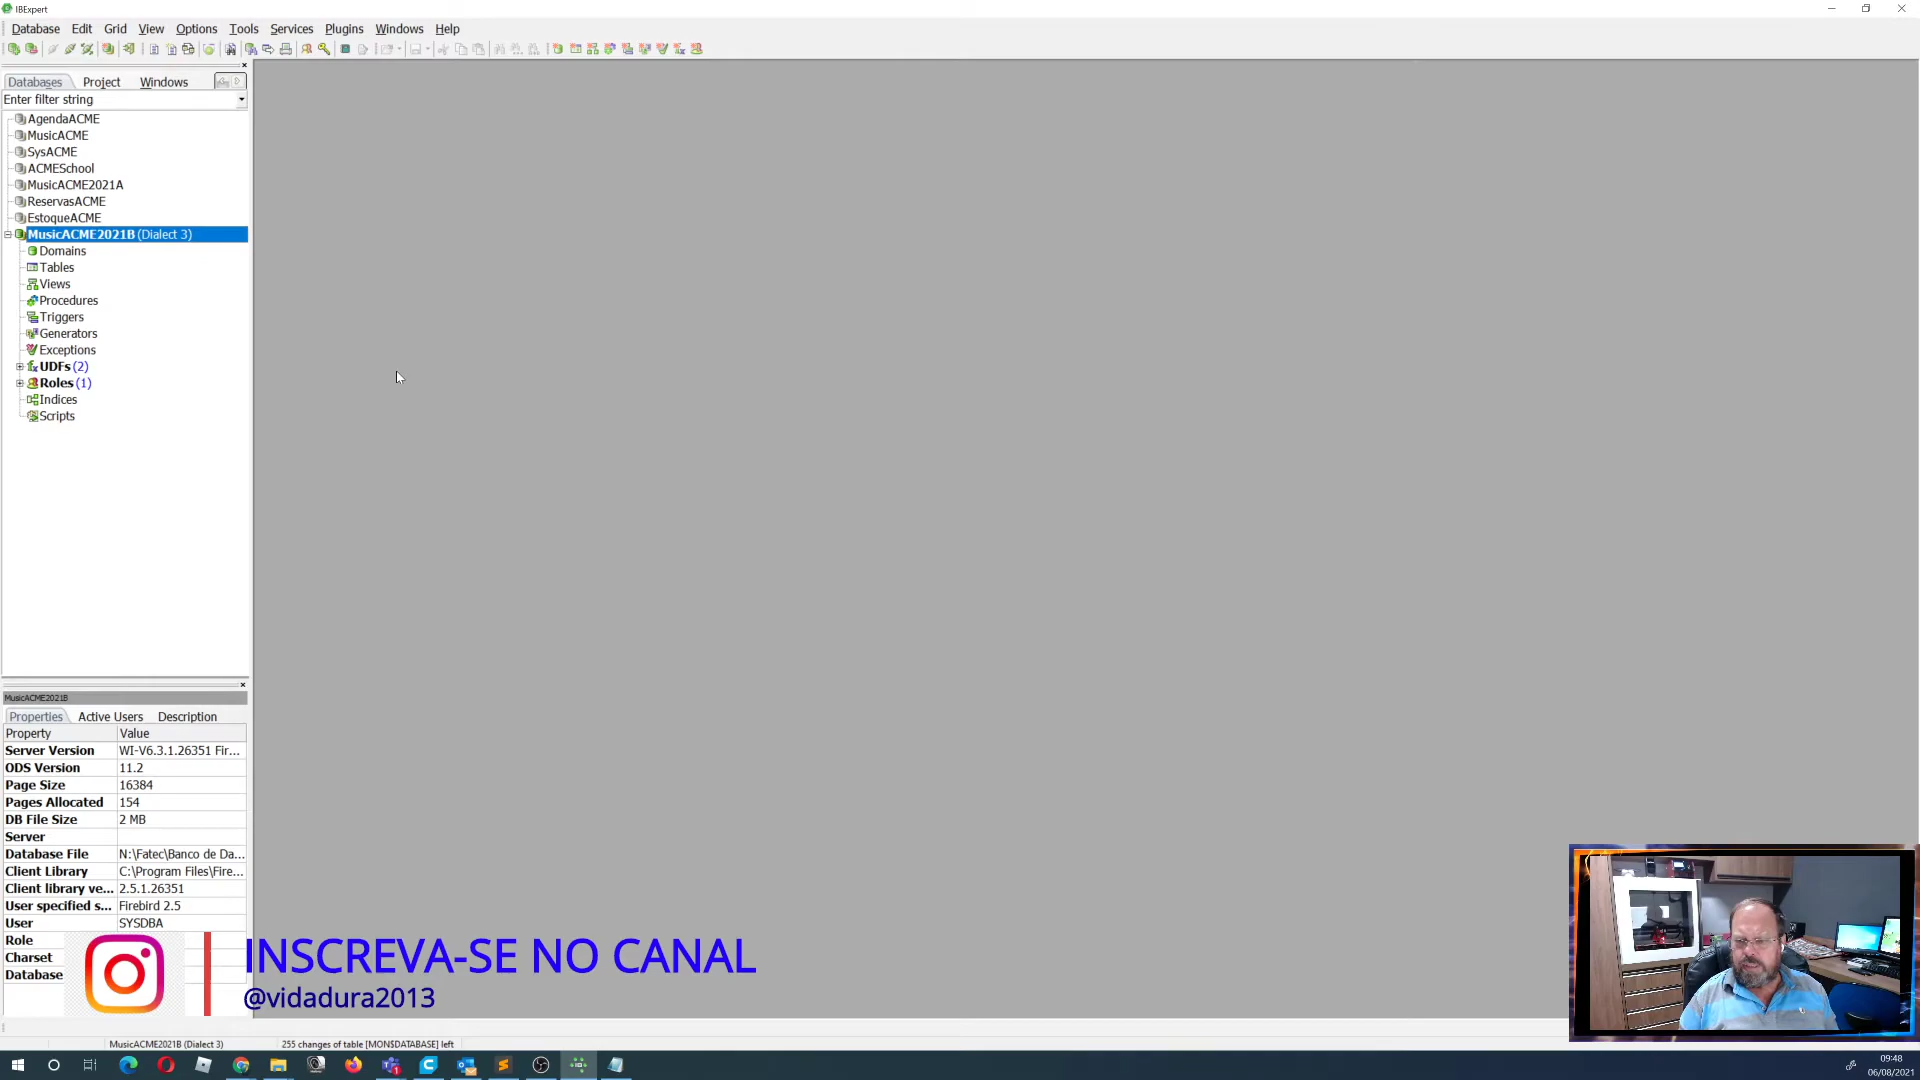 IBExpert
Database Edit Grid View Options Tools Services Plugins Windows Help
Databases Project Windows
Enter filter string
AgendaACME
MusicACME
SysACME
ACMESchool
MusicACME2021A
ReservasACME
EstoqueACME
MusicACME2021B (Dialect 3)
Domains
Tables
Views
Procedures
Triggers
Generators
Exceptions
UDFs (2)
Roles (1)
Indices
Scripts
MusicACME2021B
Properties Active Users Description
Property Value
Server Version WI-V6.3.1.26351 Fir...
ODS Version 11.2
Page Size 16384
Pages Allocated 154
DB File Size 2 MB
Server
Database File N:\Fatec\Banco de Da...
Client Library C:\Program Files\Fire...
Client library ve... 2.5.1.26351
User specified s... Firebird 2.5
User SYSDBA
Role
Charset
Database
INSCREVA-SE NO CANAL
@vidadura2013
MusicACME2021B (Dialect 3) 255 changes of table [MON$DATABASE] left
09:48
06/08/2021